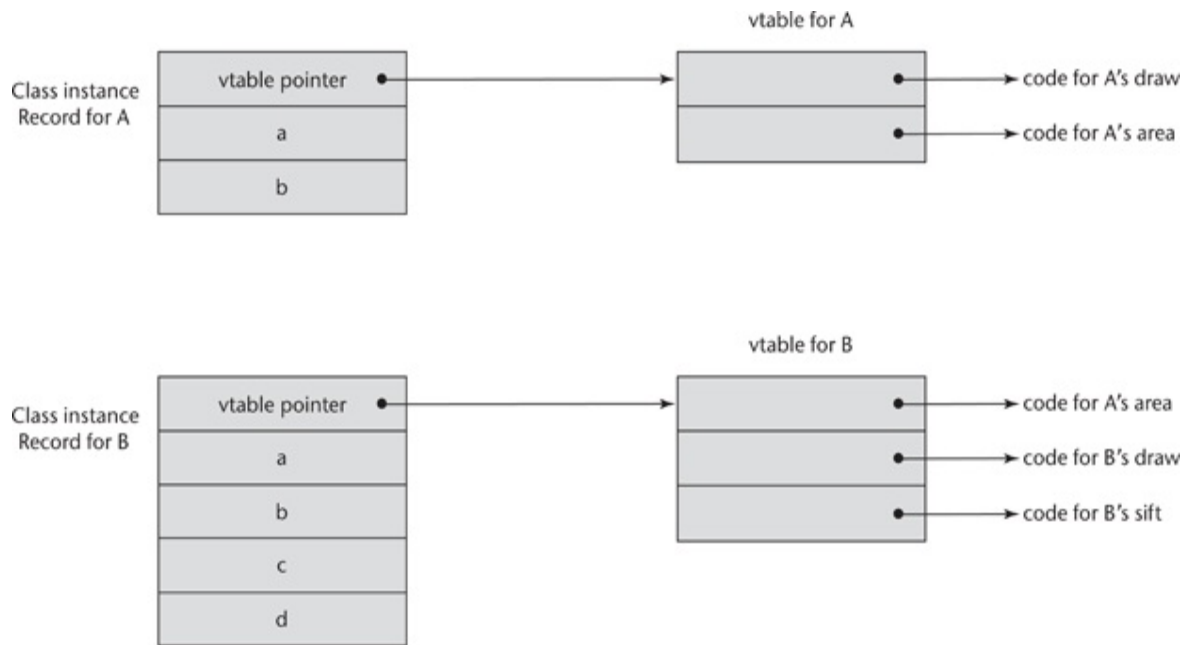 vtable for A
Class instance
Record for A
vtable pointer
a
b
code for A's draw
code for A's area
vtable for B
Class instance
Record for B
vtable pointer
a
b
c
d
code for A's area
code for B's draw
code for B's sift